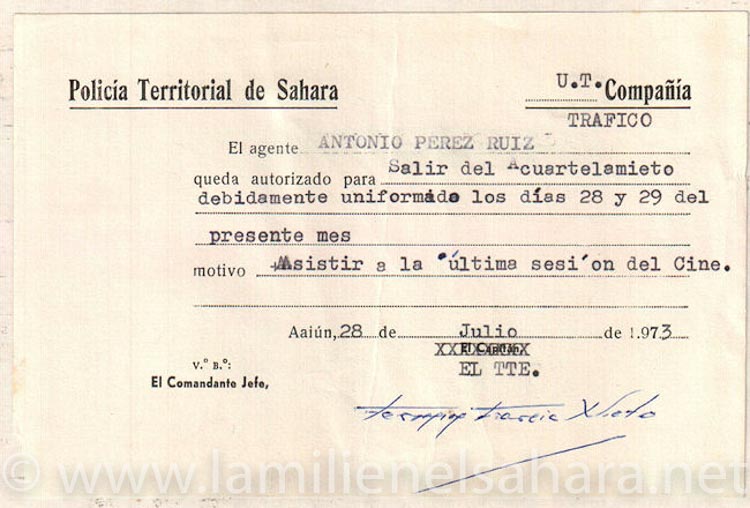 Policía Territorial de Sahara
U.T. Compañía
TRAFICO
El agente ANTONIO PEREZ RUIZ
queda autorizado para Salir del Acuartelamieto
debidamente uniformado los días 28 y 29 del
presente mes
motivo Asistir a la última sesi´on del Cine.
Aaiún, 28 de Julio de 1.973
XXXXXXXX
EL TTE.
V.º B.º:
El Comandante Jefe,
© www.lamilienelsahara.net